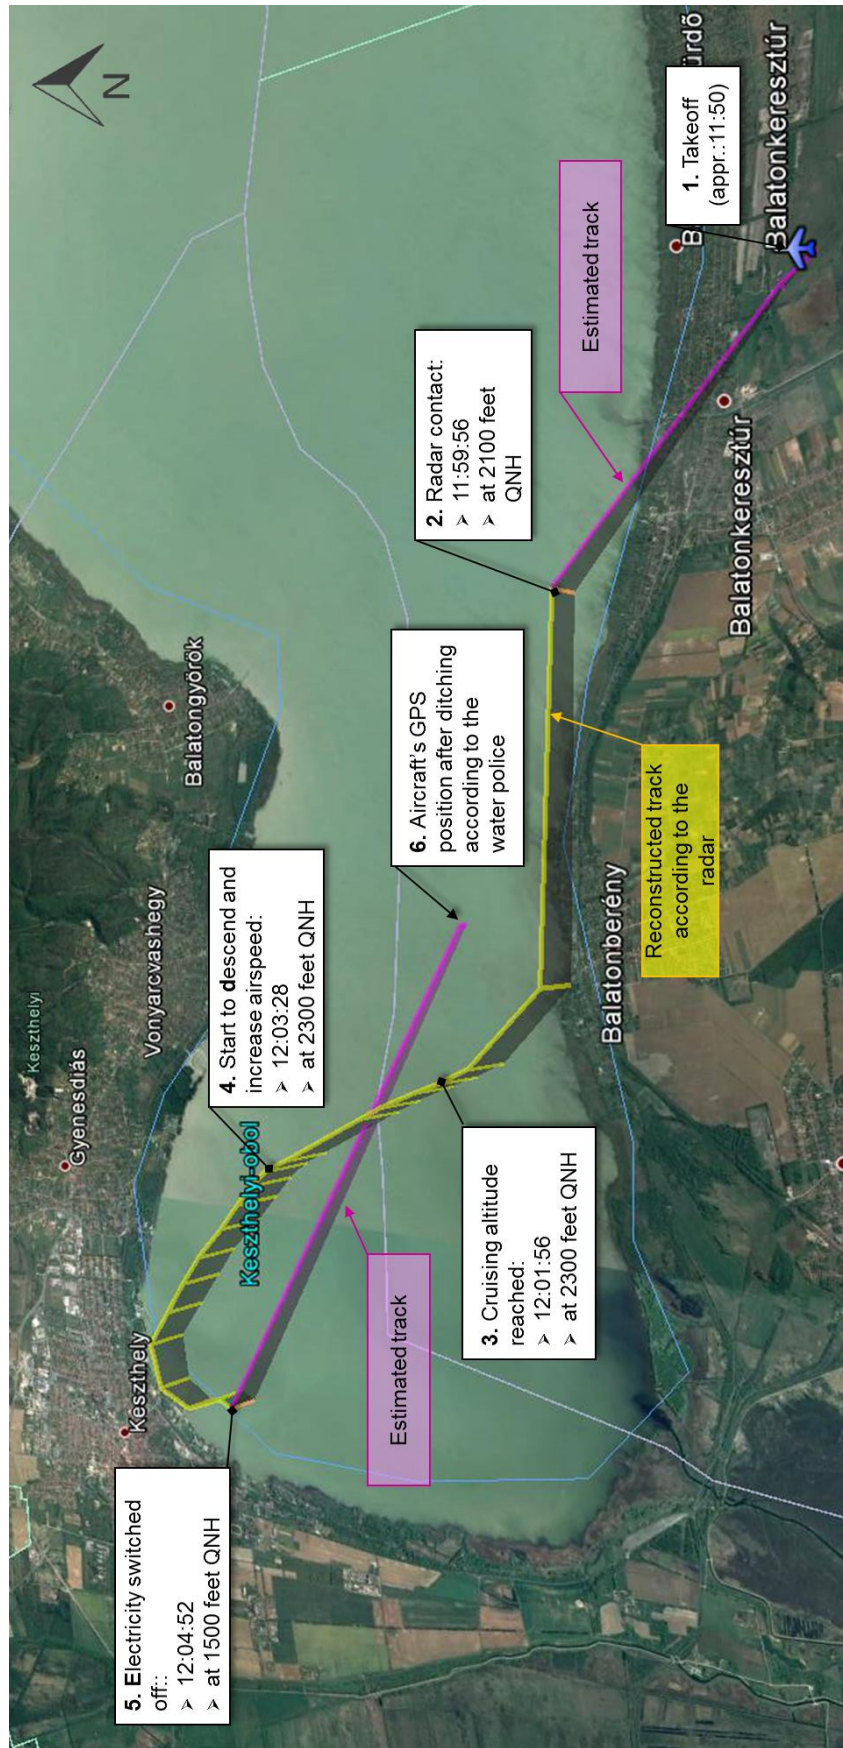 N
Keszthelyi
Gyenesdiás
Vonyarcvashegy
Balatongyörök
Keszthely
Keszthelyi-öböl
5. Electricity switched
off::
➤ 12:04:52
➤ at 1500 feet QNH
4. Start to descend and
increase airspeed:
➤ 12:03:28
➤ at 2300 feet QNH
Estimated track
3. Cruising altitude
reached:
➤ 12:01:56
➤ at 2300 feet QNH
6. Aircraft's GPS
position after ditching
according to the
water police
2. Radar contact:
➤ 11:59:56
➤ at 2100 feet
QNH
Estimated track
1. Takeoff
(appr.:11:50)
Balatonberény
Reconstructed track
according to the
radar
Balatonkeresztúr
Balatonkeresztúr